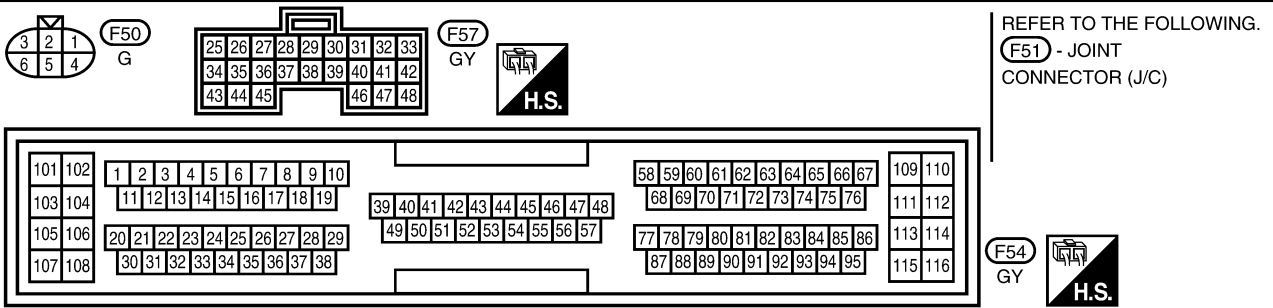 3 2 1
6 5 4
F50
G
25 26 27 28 29 30 31 32 33
34 35 36 37 38 39 40 41 42
43 44 45 46 47 48
F57
GY
H.S.
REFER TO THE FOLLOWING.
F51 - JOINT
CONNECTOR (J/C)
101 102
103 104
105 106
107 108
1 2 3 4 5 6 7 8 9 10
11 12 13 14 15 16 17 18 19
20 21 22 23 24 25 26 27 28 29
30 31 32 33 34 35 36 37 38
39 40 41 42 43 44 45 46 47 48
49 50 51 52 53 54 55 56 57
58 59 60 61 62 63 64 65 66 67
68 69 70 71 72 73 74 75 76
77 78 79 80 81 82 83 84 85 86
87 88 89 90 91 92 93 94 95
109 110
111 112
113 114
115 116
F54
GY
H.S.